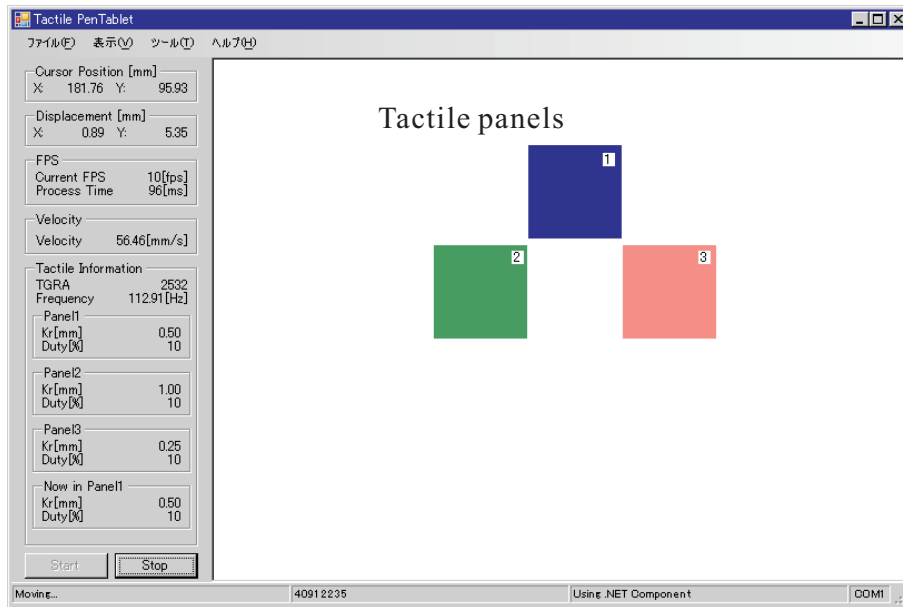 Tactile PenTablet
ファイル(F) 表示(V) ツール(T) ヘルプ(H)
Cursor Position [mm]
X: 181.76 Y: 95.93
Displacement [mm]
X: 0.89 Y: 5.35
FPS
Current FPS 10[fps]
Process Time 96[ms]
Velocity
Velocity 56.46[mm/s]
Tactile Information
TGRA 2532
Frequency 112.91[Hz]
Panel1
Kr[mm] 0.50
Duty[%] 10
Panel2
Kr[mm] 1.00
Duty[%] 10
Panel3
Kr[mm] 0.25
Duty[%] 10
Now in Panel1
Kr[mm] 0.50
Duty[%] 10
Start Stop
Tactile panels
1
2 3
Moving... 40912235 Using .NET Component COM1